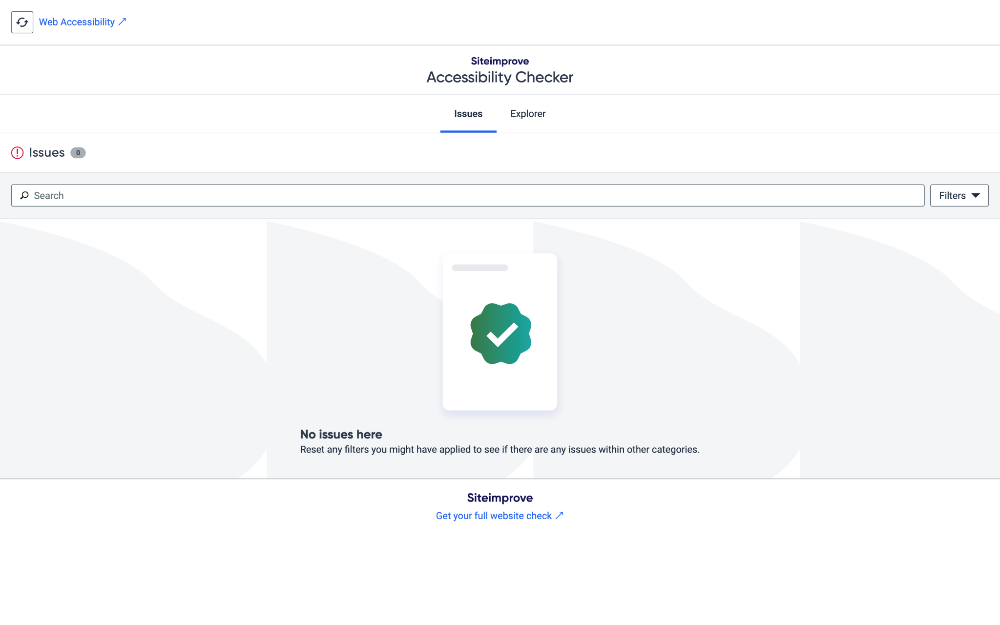 Web Accessibility
Siteimprove
Accessibility Checker
Issues
Explorer
Issues 0
Search
Filters
No issues here
Reset any filters you might have applied to see if there are any issues within other categories.
Siteimprove
Get your full website check